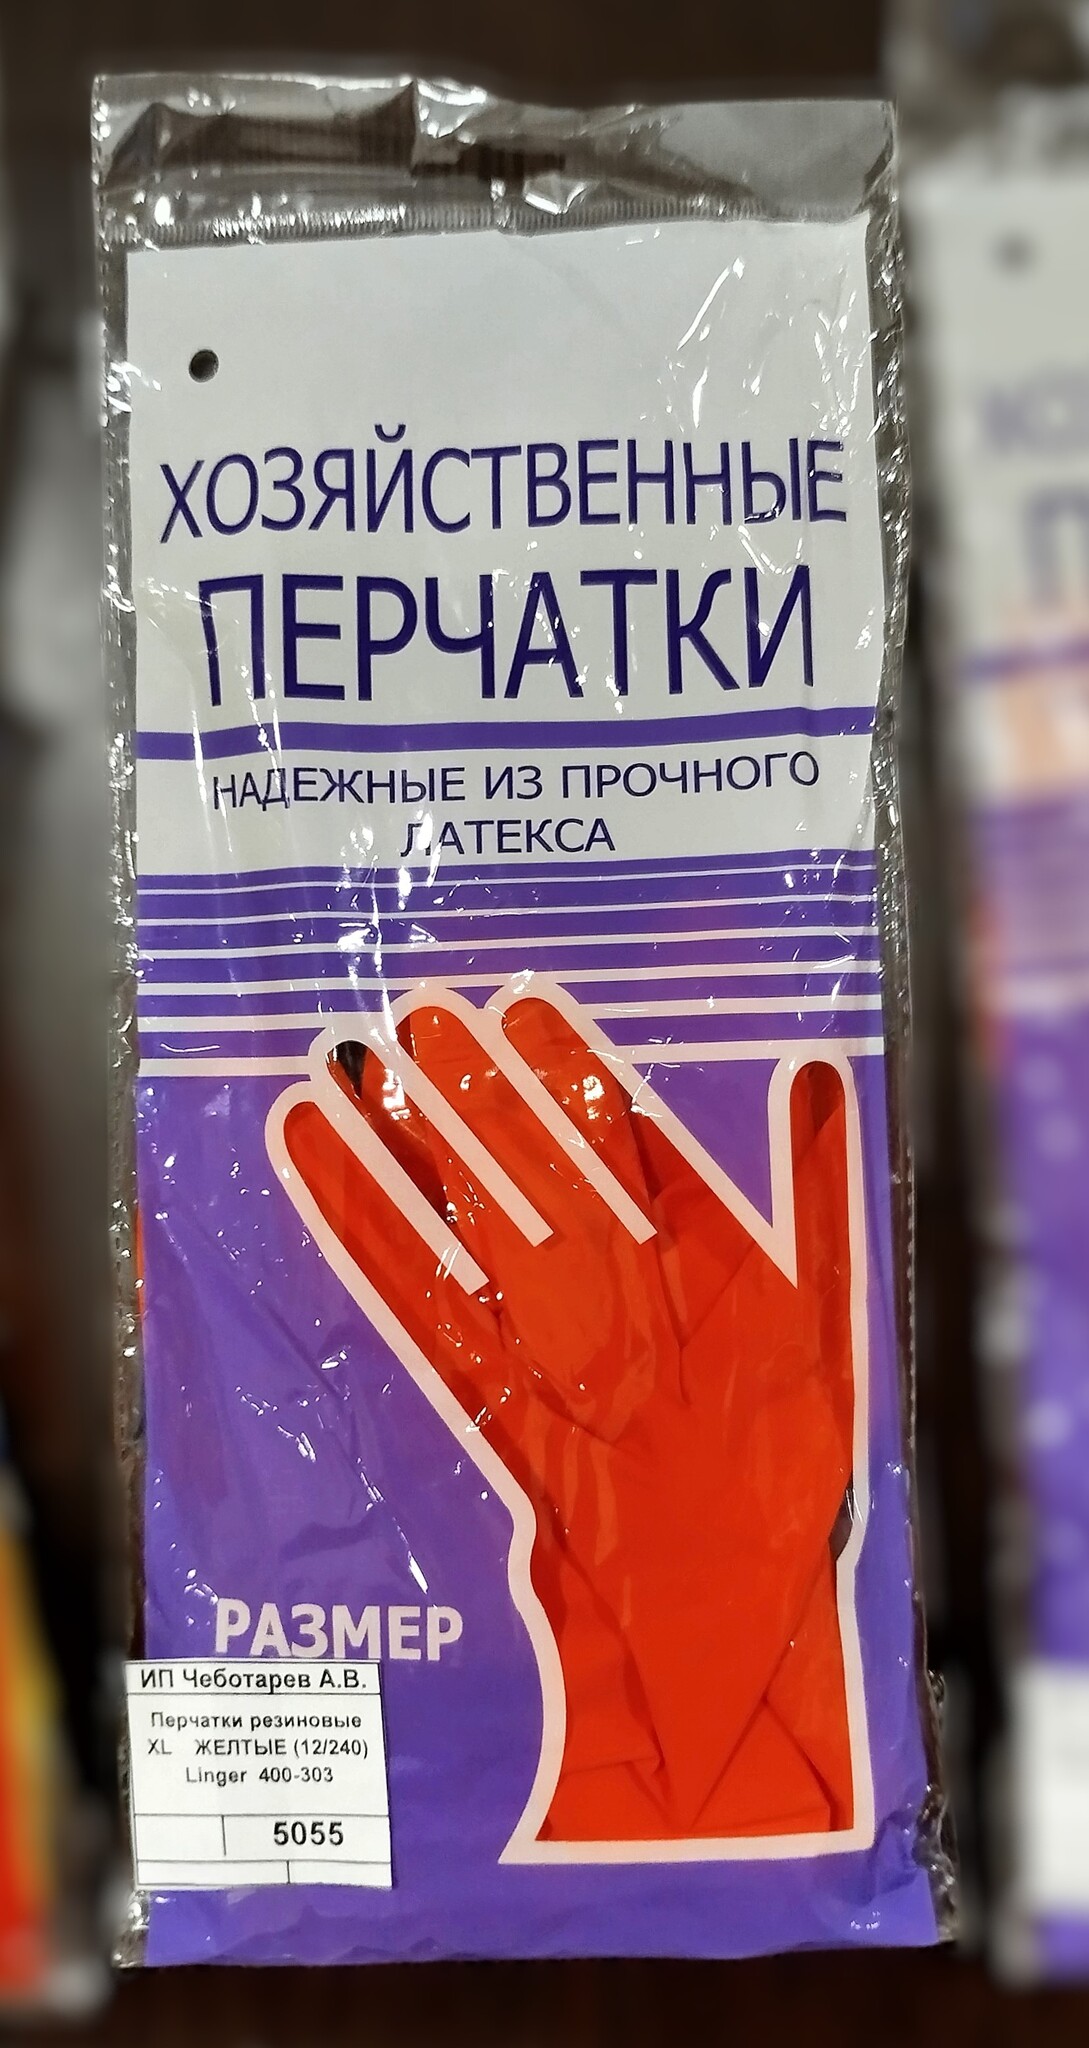 ХОЗЯЙСТВЕННЫЕ
ПЕРЧАТКИ
НАДЕЖНЫЕ ИЗ ПРОЧНОГО
ЛАТЕКСА
РАЗМЕР
ИП Чеботарев А.В.
Перчатки резиновые
XL ЖЕЛТЫЕ (12/240)
Linger 400-303
5055